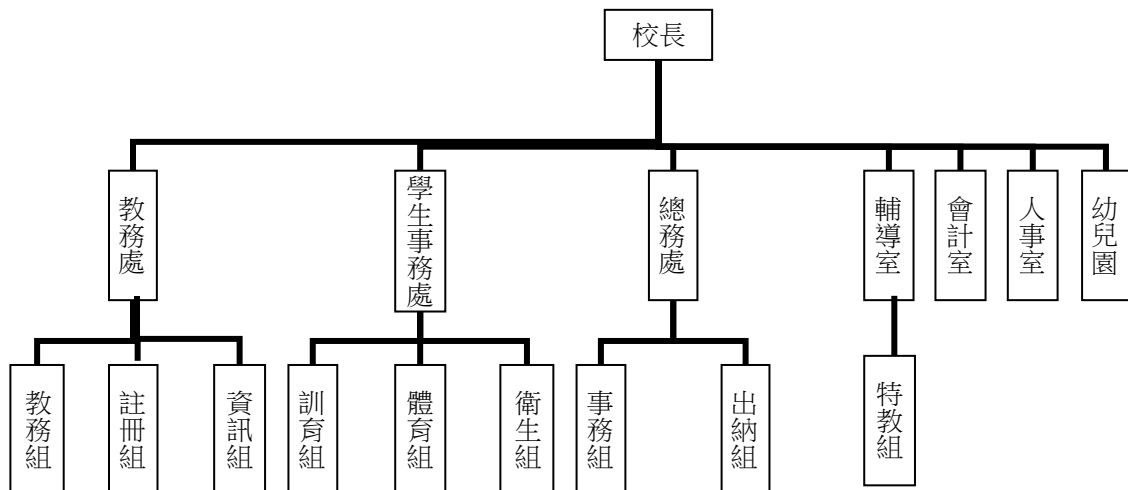 校長
教務處
學生事務處
總務處
輔導室
會計室
人事室
幼兒園
教務組
註冊組
資訊組
訓育組
體育組
衛生組
事務組
出納組
特教組